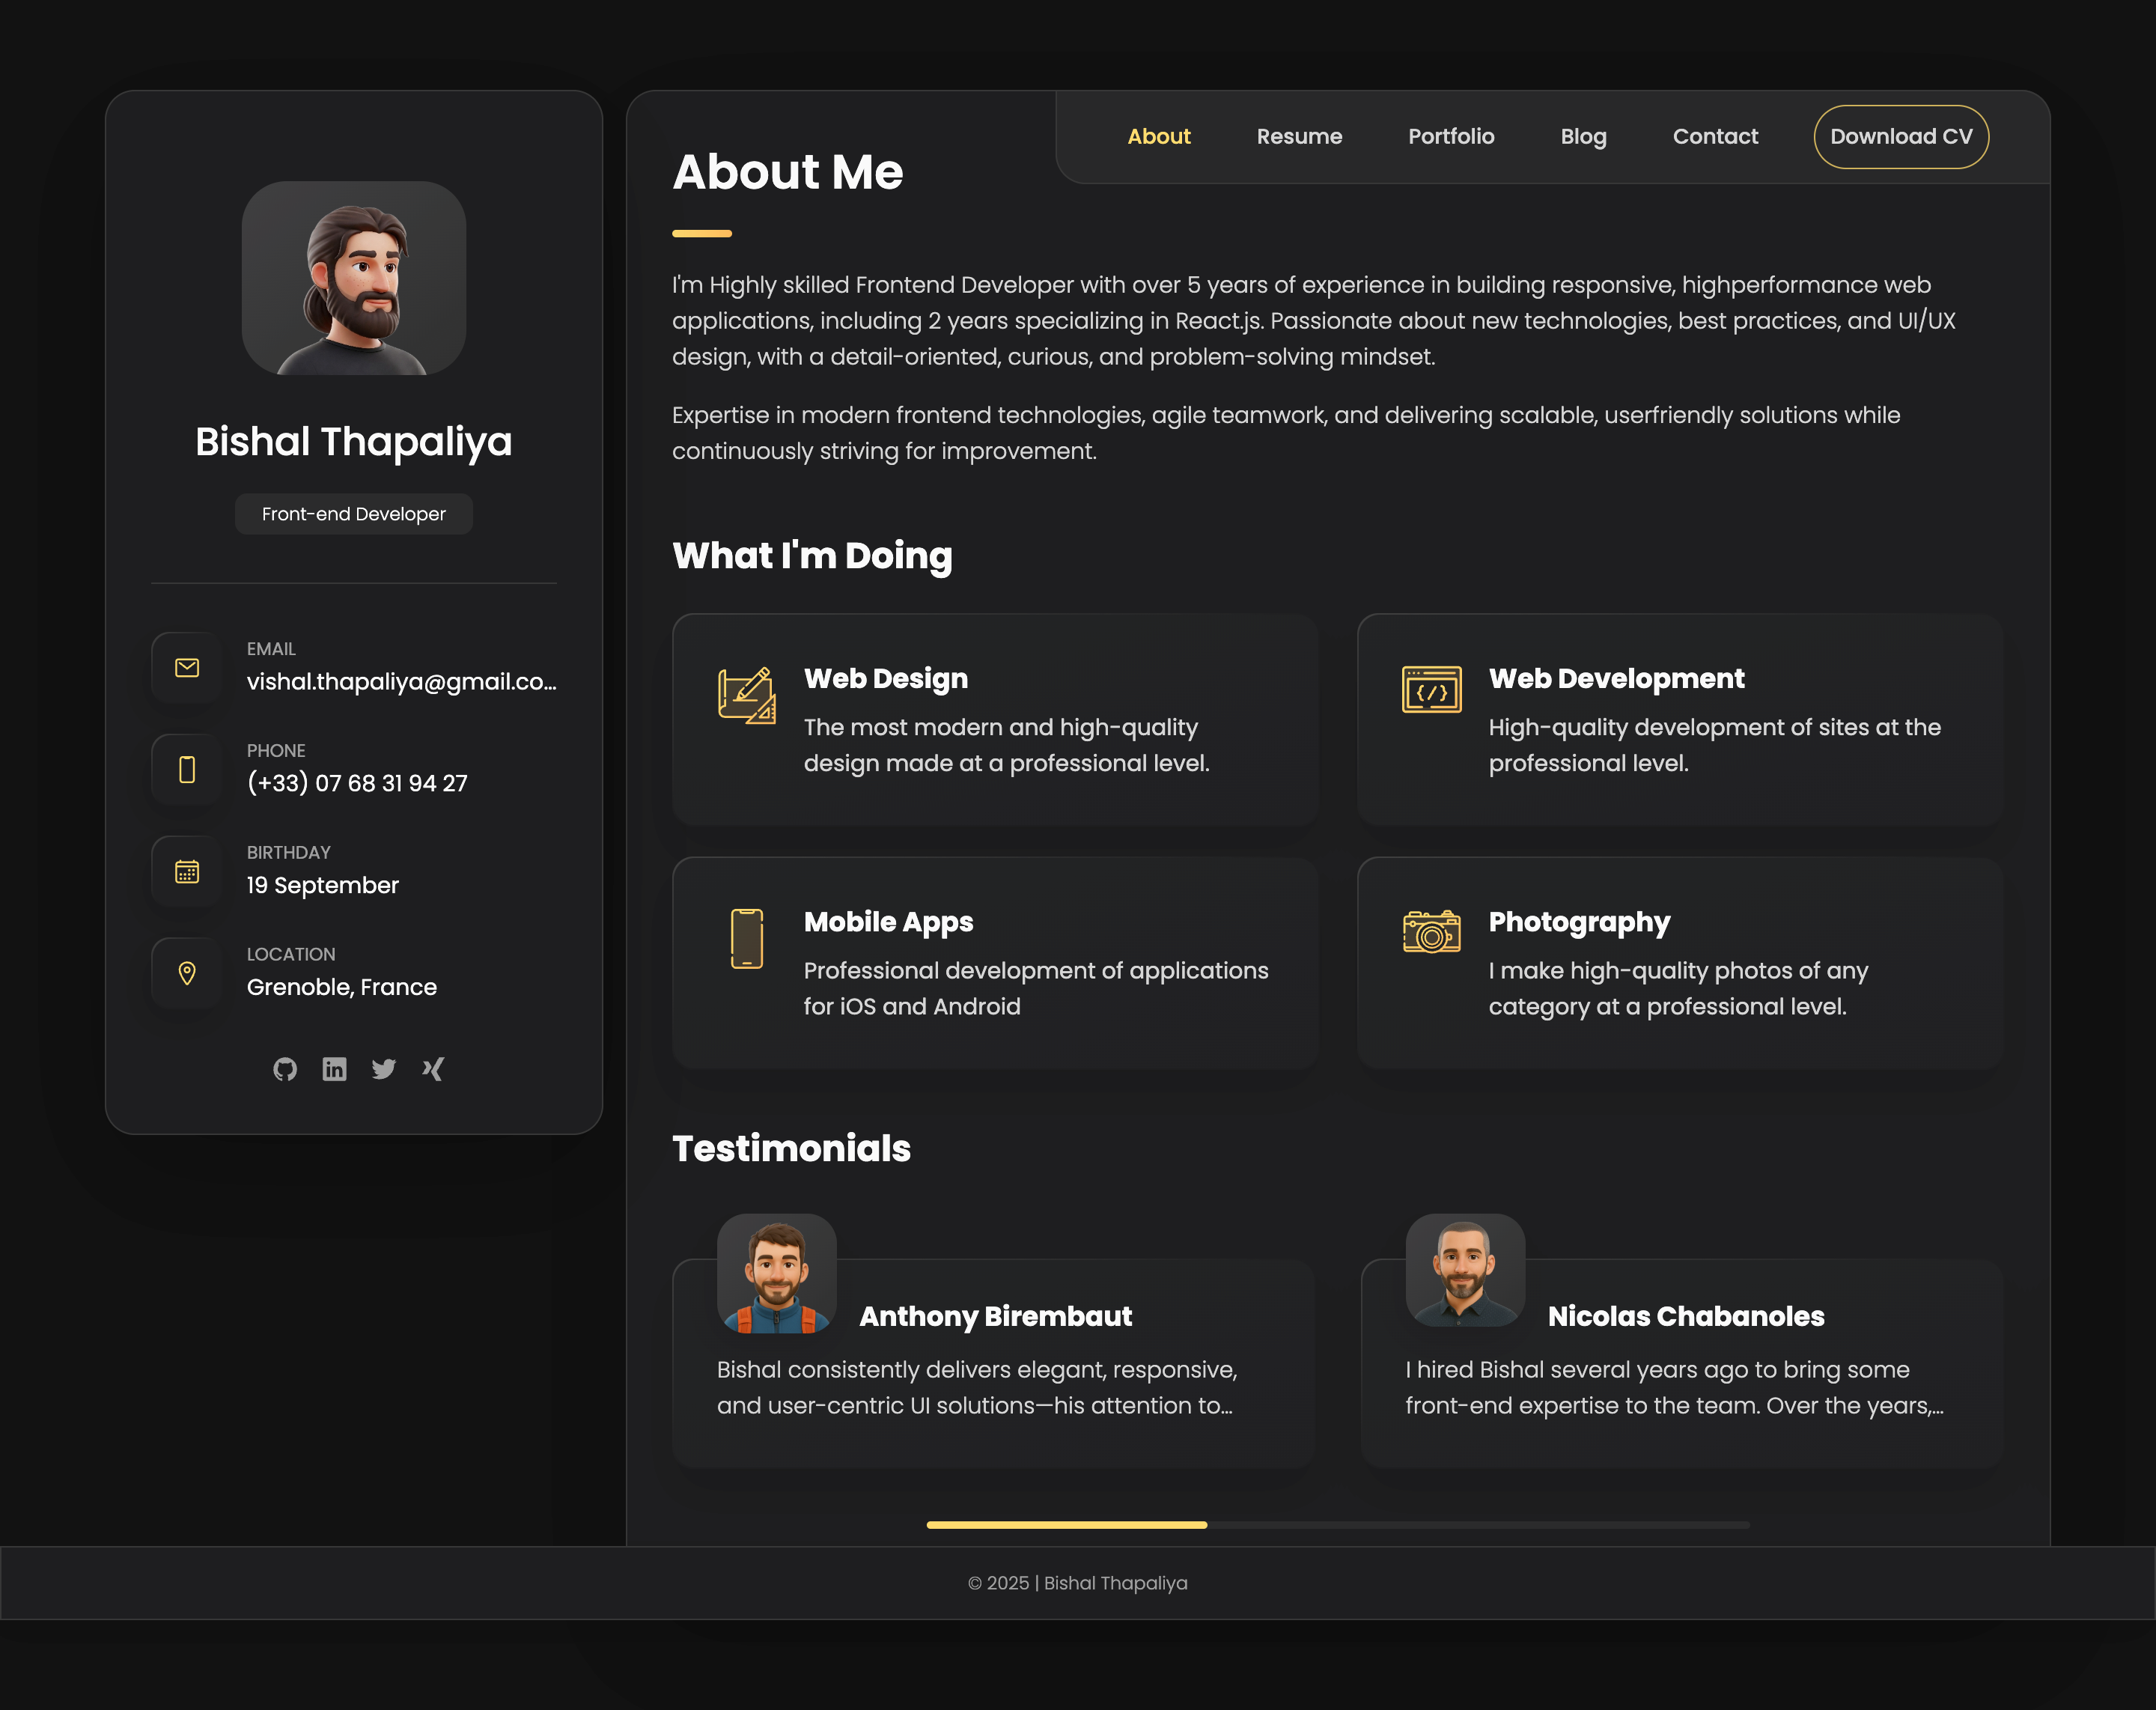 Bishal Thapaliya
Front-end Developer
EMAIL
vishal.thapaliya@gmail.co...
PHONE
(+33) 07 68 31 94 27
BIRTHDAY
19 September
LOCATION
Grenoble, France
About
Resume
Portfolio
Blog
Contact
Download CV
About Me
I'm Highly skilled Frontend Developer with over 5 years of experience in building responsive, highperformance web
applications, including 2 years specializing in React.js. Passionate about new technologies, best practices, and UI/UX
design, with a detail-oriented, curious, and problem-solving mindset.
Expertise in modern frontend technologies, agile teamwork, and delivering scalable, userfriendly solutions while
continuously striving for improvement.
What I'm Doing
Web Design
The most modern and high-quality
design made at a professional level.
Web Development
High-quality development of sites at the
professional level.
Mobile Apps
Professional development of applications
for iOS and Android
Photography
I make high-quality photos of any
category at a professional level.
Testimonials
Anthony Birembaut
Bishal consistently delivers elegant, responsive,
and user-centric UI solutions—his attention to...
Nicolas Chabanoles
I hired Bishal several years ago to bring some
front-end expertise to the team. Over the years,...
© 2025 | Bishal Thapaliya